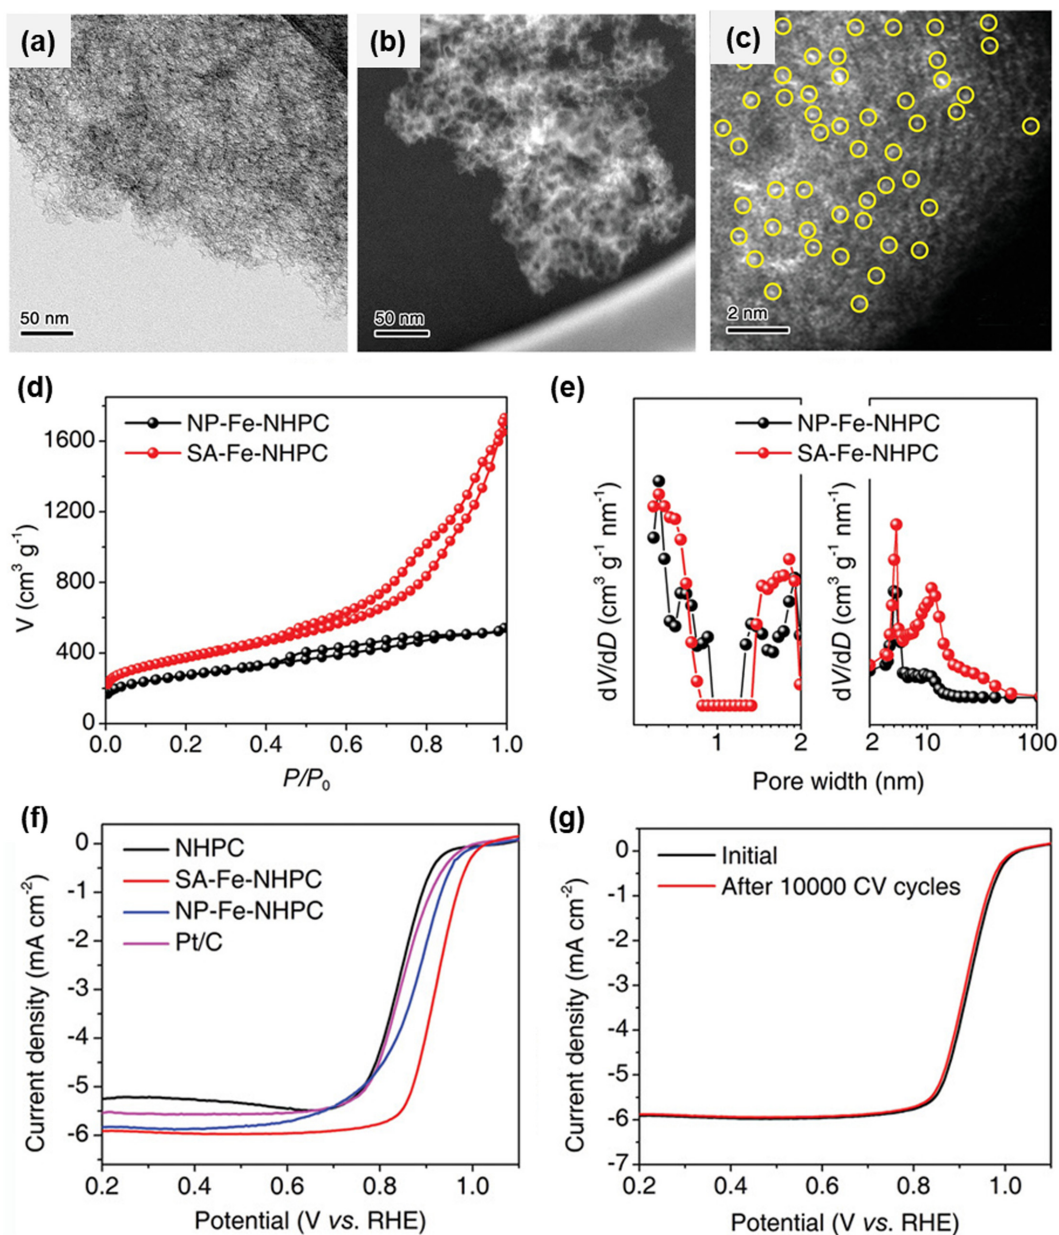 (a)
50 nm
(b)
50 nm
(c)
2 nm
(d)
NP-Fe-NHPC
SA-Fe-NHPC
V (cm³ g⁻¹)
1600
1200
800
400
0
0.0 0.2 0.4 0.6 0.8 1.0
P/P₀
(e)
NP-Fe-NHPC
SA-Fe-NHPC
dV/dD (cm³ g⁻¹ nm⁻¹)
dV/dD (cm³ g⁻¹ nm⁻¹)
1 2 2 10 100
Pore width (nm)
(f)
NHPC
SA-Fe-NHPC
NP-Fe-NHPC
Pt/C
Current density (mA cm⁻²)
0
-1
-2
-3
-4
-5
-6
0.2 0.4 0.6 0.8 1.0
Potential (V vs. RHE)
(g)
Initial
After 10000 CV cycles
Current density (mA cm⁻²)
0
-1
-2
-3
-4
-5
-6
-7
0.2 0.4 0.6 0.8 1.0
Potential (V vs. RHE)